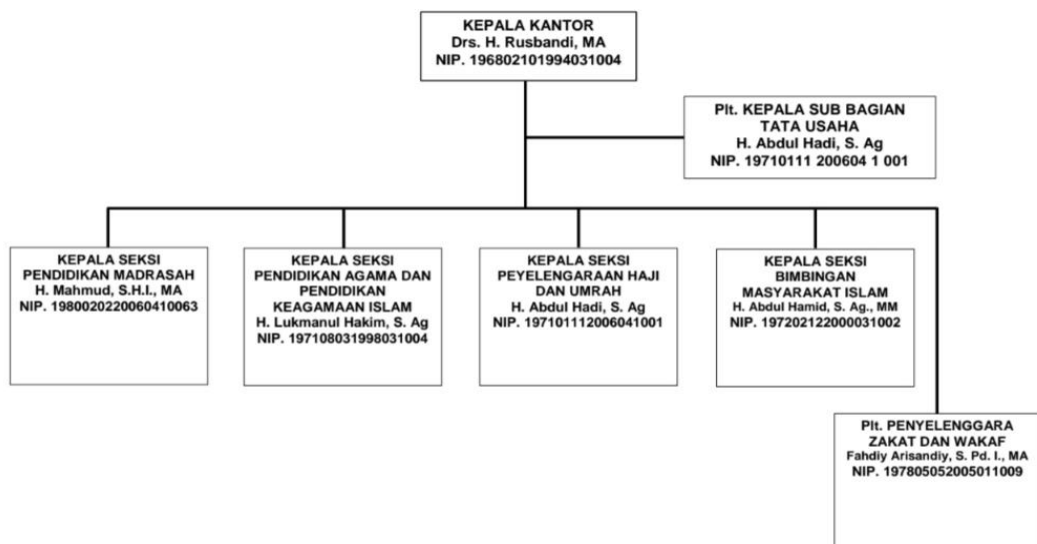 KEPALA KANTOR
Drs. H. Rusbandi, MA
NIP. 196802101994031004
Plt. KEPALA SUB BAGIAN
TATA USAHA
H. Abdul Hadi, S. Ag
NIP. 19710111 200604 1 001
KEPALA SEKSI
PENDIDIKAN MADRASAH
H. Mahmud, S.H.I., MA
NIP. 1980020220060410063
KEPALA SEKSI
PENDIDIKAN AGAMA DAN
PENDIDIKAN
KEAGAMAAN ISLAM
H. Lukmanul Hakim, S. Ag
NIP. 197108031998031004
KEPALA SEKSI
PEYELENGARAAN HAJI
DAN UMRAH
H. Abdul Hadi, S. Ag
NIP. 197101112006041001
KEPALA SEKSI
BIMBINGAN
MASYARAKAT ISLAM
H. Abdul Hamid, S. Ag., MM
NIP. 197202122000031002
Plt. PENYELENGGARA
ZAKAT DAN WAKAF
Fahdiy Arisandiy, S. Pd. I., MA
NIP. 197805052005011009